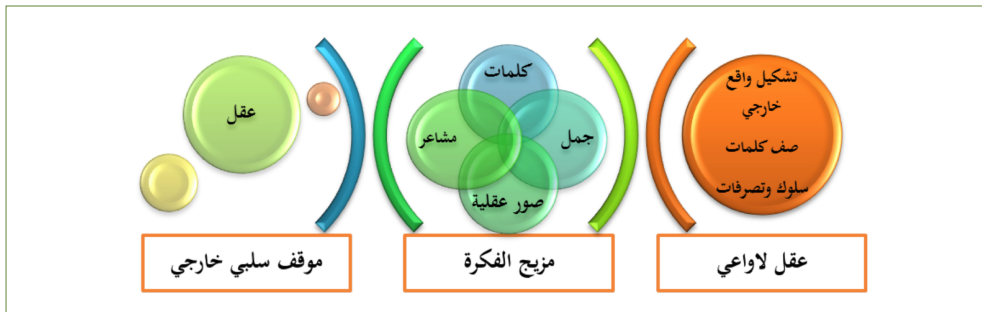 تشكيل واقع
خارجي
صف كلمات
سلوك وتصرفات
عقل لاواعي
كلمات
جمل
مشاعر
صور عقلية
مزيج الفكرة
عقل
موقف سلبي خارجي